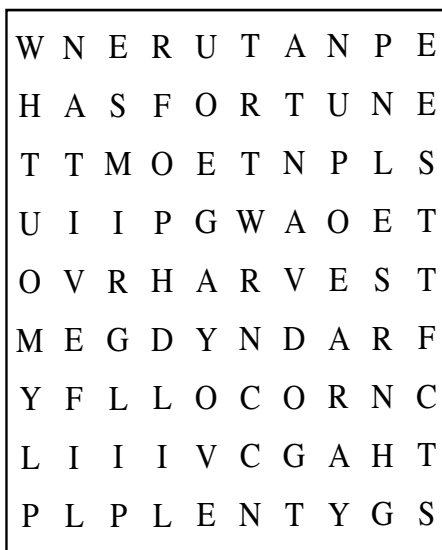 W N E R U T A N P E
H A S F O R T U N E
T T M O E T N P L S
U I I P G W A O E T
O V R H A R V E S T
M E G D Y N D A R F
Y F L L O C O R N C
L I I I V C G A H T
P L P L E N T Y G S